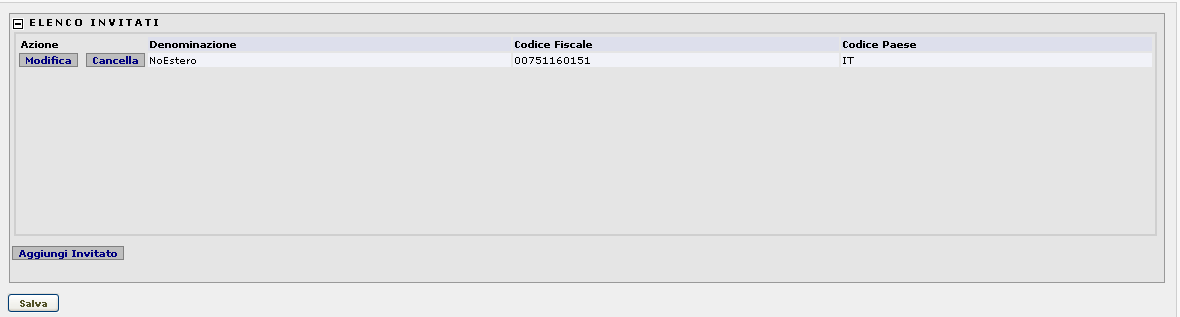 ELENCO INVITATI
Azione Denominazione Codice Fiscale Codice Paese
Modifica Cancella NoEstero 00751160151 IT
Aggiungi Invitato
Salva